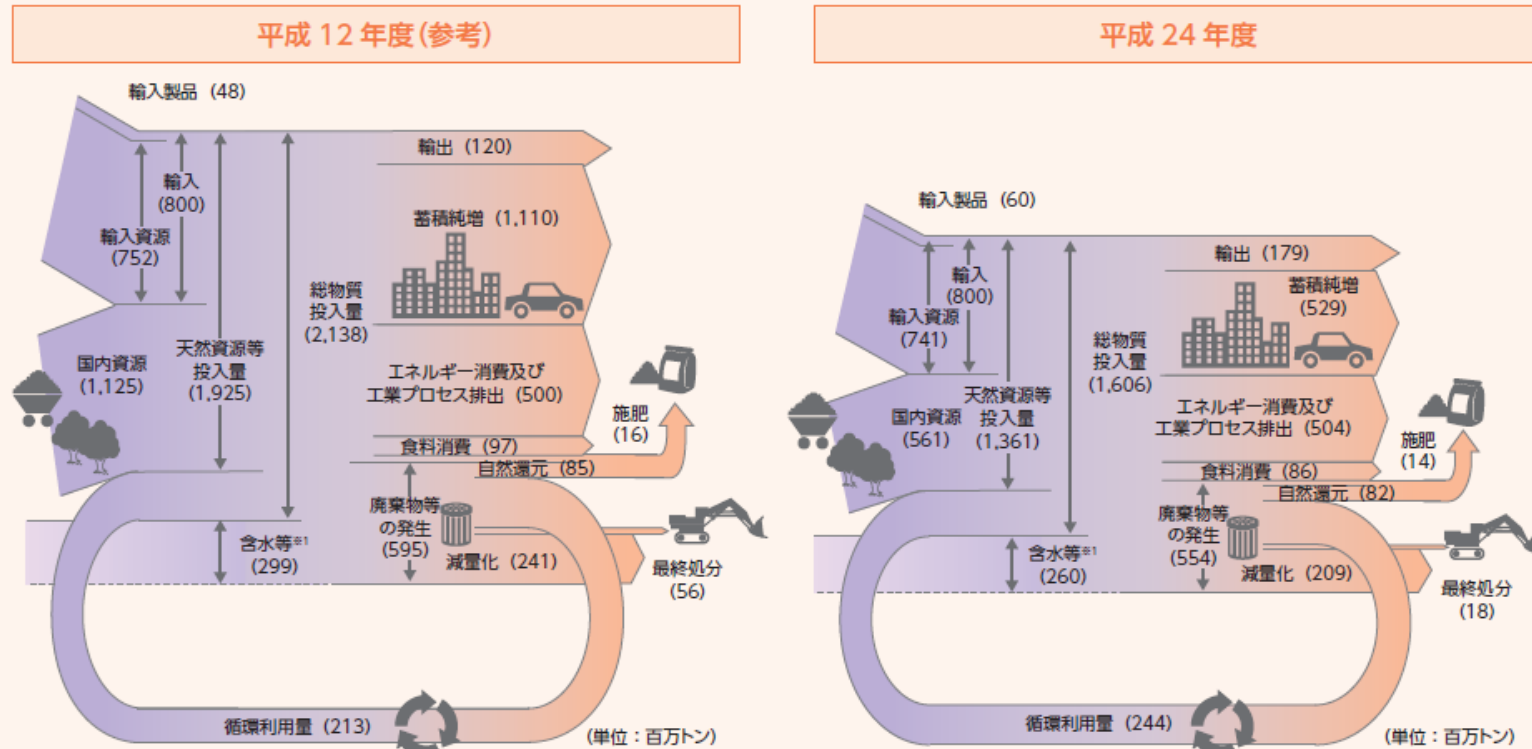 平成 12 年度(参考)
輸入製品 (48)
輸出 (120)
輸入
(800)
輸入資源
(752)
蓄積純増 (1,110)
総物質
投入量
(2,138)
国内資源
(1,125)
天然資源等
投入量
(1,925)
エネルギー消費及び
工業プロセス排出 (500)
食料消費 (97)
自然還元 (85)
施肥
(16)
廃棄物等
の発生
(595)
含水等※1
(299)
減量化 (241)
最終処分
(56)
循環利用量 (213)
(単位：百万トン)
平成 24 年度
輸入製品 (60)
輸出 (179)
輸入
(800)
輸入資源
(741)
蓄積純増
(529)
総物質
投入量
(1,606)
国内資源
(561)
天然資源等
投入量
(1,361)
エネルギー消費及び
工業プロセス排出 (504)
食料消費 (86)
自然還元 (82)
施肥
(14)
廃棄物等
の発生
(554)
含水等※1
(260)
減量化 (209)
最終処分
(18)
循環利用量 (244)
(単位：百万トン)